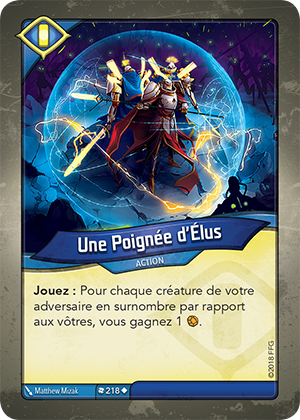 Une Poignée d'Élus
ACTION
Jouez : Pour chaque créature de votre
adversaire en surnombre par rapport
aux vôtres, vous gagnez 1 .
©2018 FFG
Matthew Mizak
218